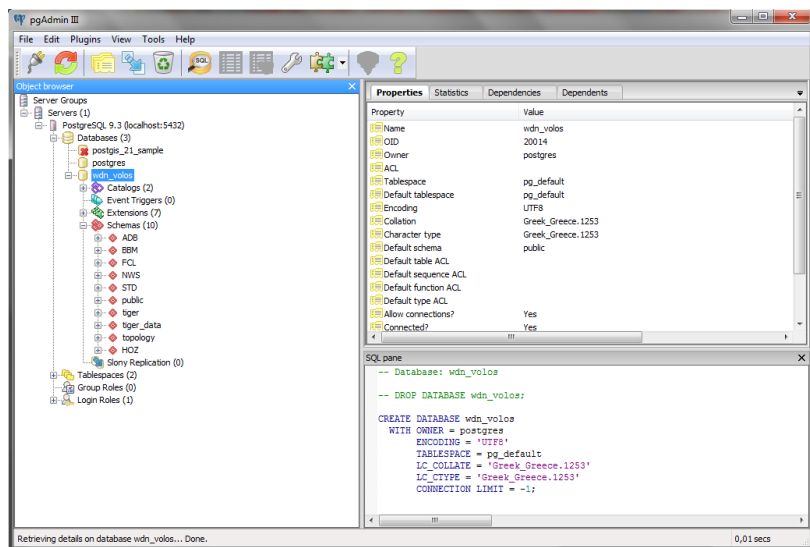 pgAdmin III
File Edit Plugins View Tools Help
SQL
Object browser
Server Groups
Servers (1)
PostgreSQL 9.3 (localhost:5432)
Databases (3)
postgis_21_sample
postgres
wdn_volos
Catalogs (2)
Event Triggers (0)
Extensions (7)
Schemas (10)
ADB
BBM
FCL
NWS
STD
public
tiger
tiger_data
topology
HOZ
Slony Replication (0)
Tablespaces (2)
Group Roles (0)
Login Roles (1)
Properties Statistics Dependencies Dependents
Property Value
Name wdn_volos
OID 20014
Owner postgres
ACL
Tablespace pg_default
Default tablespace pg_default
Encoding UTF8
Collation Greek_Greece.1253
Character type Greek_Greece.1253
Default schema public
Default table ACL
Default sequence ACL
Default function ACL
Default type ACL
Allow connections? Yes
Connected? Yes
SQL pane
-- Database: wdn_volos
-- DROP DATABASE wdn_volos;
CREATE DATABASE wdn_volos
WITH OWNER = postgres
ENCODING = 'UTF8'
TABLESPACE = pg_default
LC_COLLATE = 'Greek_Greece.1253'
LC_CTYPE = 'Greek_Greece.1253'
CONNECTION LIMIT = -1;
Retrieving details on database wdn_volos... Done. 0,01 secs